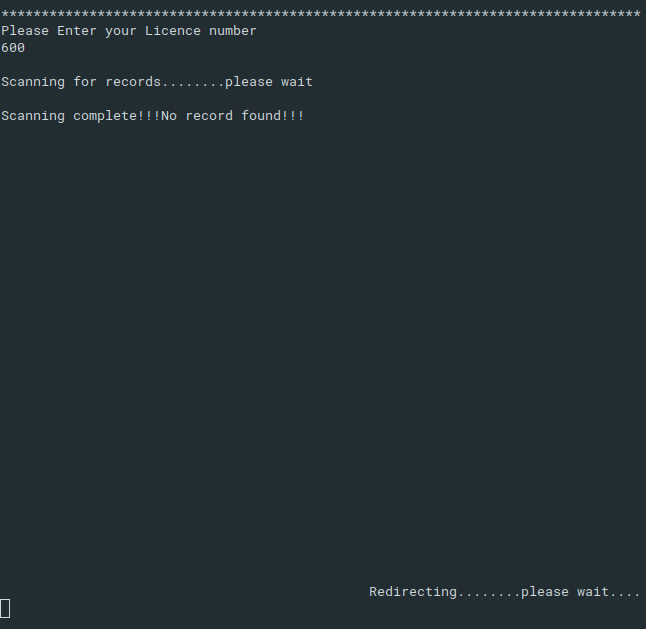 ********************************************************************************
Please Enter your Licence number
600
Scanning for records........please wait
Scanning complete!!!No record found!!!
Redirecting........please wait....